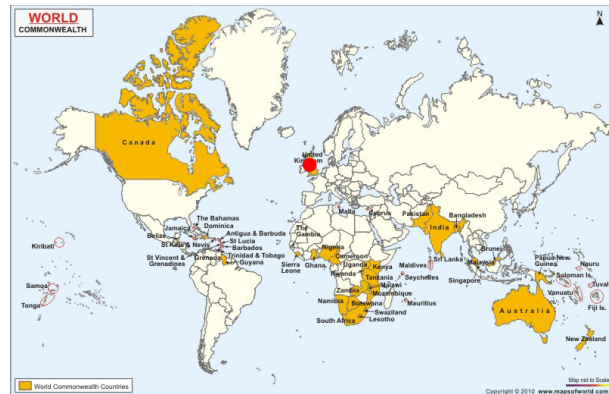 WORLD
COMMONWEALTH
N
Canada
United
Kingdom
The Bahamas
Jamaica
Dominica
Belize
Antigua & Barbuda
St Kitts & Nevis
St Lucia
Barbados
St Vincent &
Grenadines
Grenada
Trinidad & Tobago
Guyana
Kiribati
Samoa
Tonga
Malta
Cyprus
Pakistan
Bangladesh
India
The
Gambia
Nigeria
Cameroon
Uganda
Kenya
Sierra
Leone
Ghana
Rwanda
Tanzania
Malawi
Zambia
Mozambique
Namibia
Botswana
Swaziland
South Africa
Lesotho
Maldives
Sri Lanka
Seychelles
Mauritius
Brunei
Malaysia
Singapore
Papua New
Guinea
Nauru
Solomon Is.
Tuval
Vanuatu
Fiji Is.
Australia
New Zealand
World Commonwealth Countries
Map not to Scale
Copyright © 2010 www.mapsofworld.com